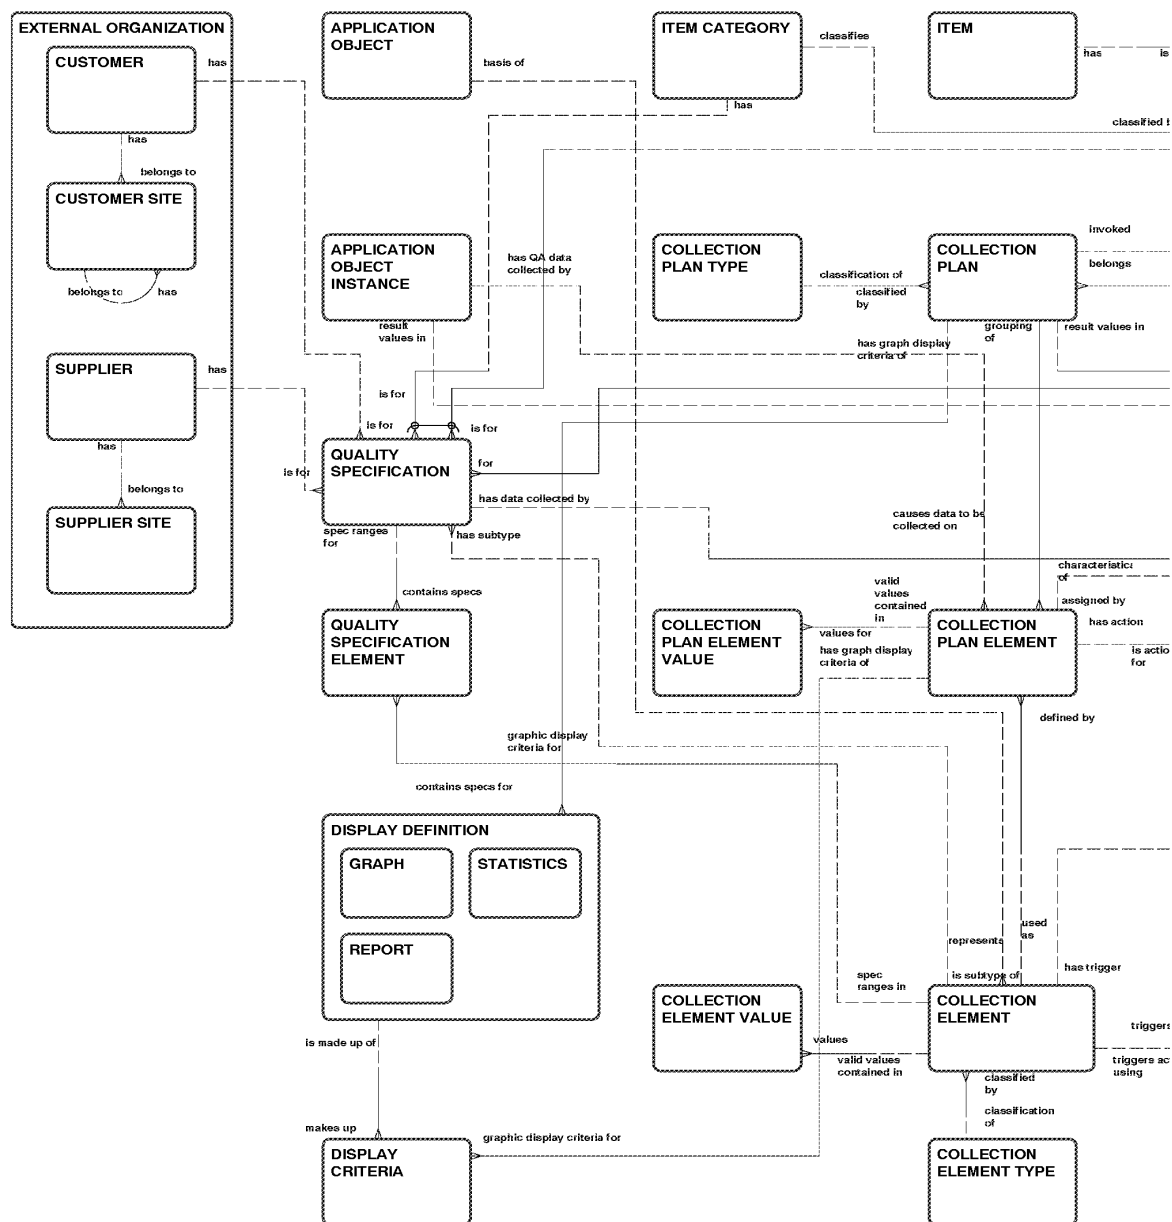 EXTERNAL ORGANIZATION
CUSTOMER
has
has
belongs to
CUSTOMER SITE
belongs to
has
SUPPLIER
has
has
belongs to
SUPPLIER SITE
APPLICATION
OBJECT
basis of
ITEM CATEGORY
classifies
has
ITEM
has
is
classified b
APPLICATION
OBJECT
INSTANCE
has QA data
collected by
result
values in
COLLECTION
PLAN TYPE
classification of
classified
by
COLLECTION
PLAN
invoked
belongs
grouping
of
result values in
has graph display
criteria of
is for
is for
is for
is for
for
QUALITY
SPECIFICATION
has data collected by
spec ranges
for
has subtype
causes data to be
collected on
contains specs
characteristic
of
assigned by
QUALITY
SPECIFICATION
ELEMENT
COLLECTION
PLAN ELEMENT
VALUE
valid
values
contained
in
values for
has graph display
criteria of
COLLECTION
PLAN ELEMENT
has action
is actio
for
defined by
graphic display
criteria for
contains specs for
DISPLAY DEFINITION
GRAPH
STATISTICS
REPORT
is made up of
makes up
DISPLAY
CRITERIA
graphic display criteria for
represents
used
as
spec
ranges in
is subtype of
has trigger
COLLECTION
ELEMENT VALUE
values
valid values
contained in
COLLECTION
ELEMENT
triggers
triggers ac
using
classified
by
classification
of
COLLECTION
ELEMENT TYPE